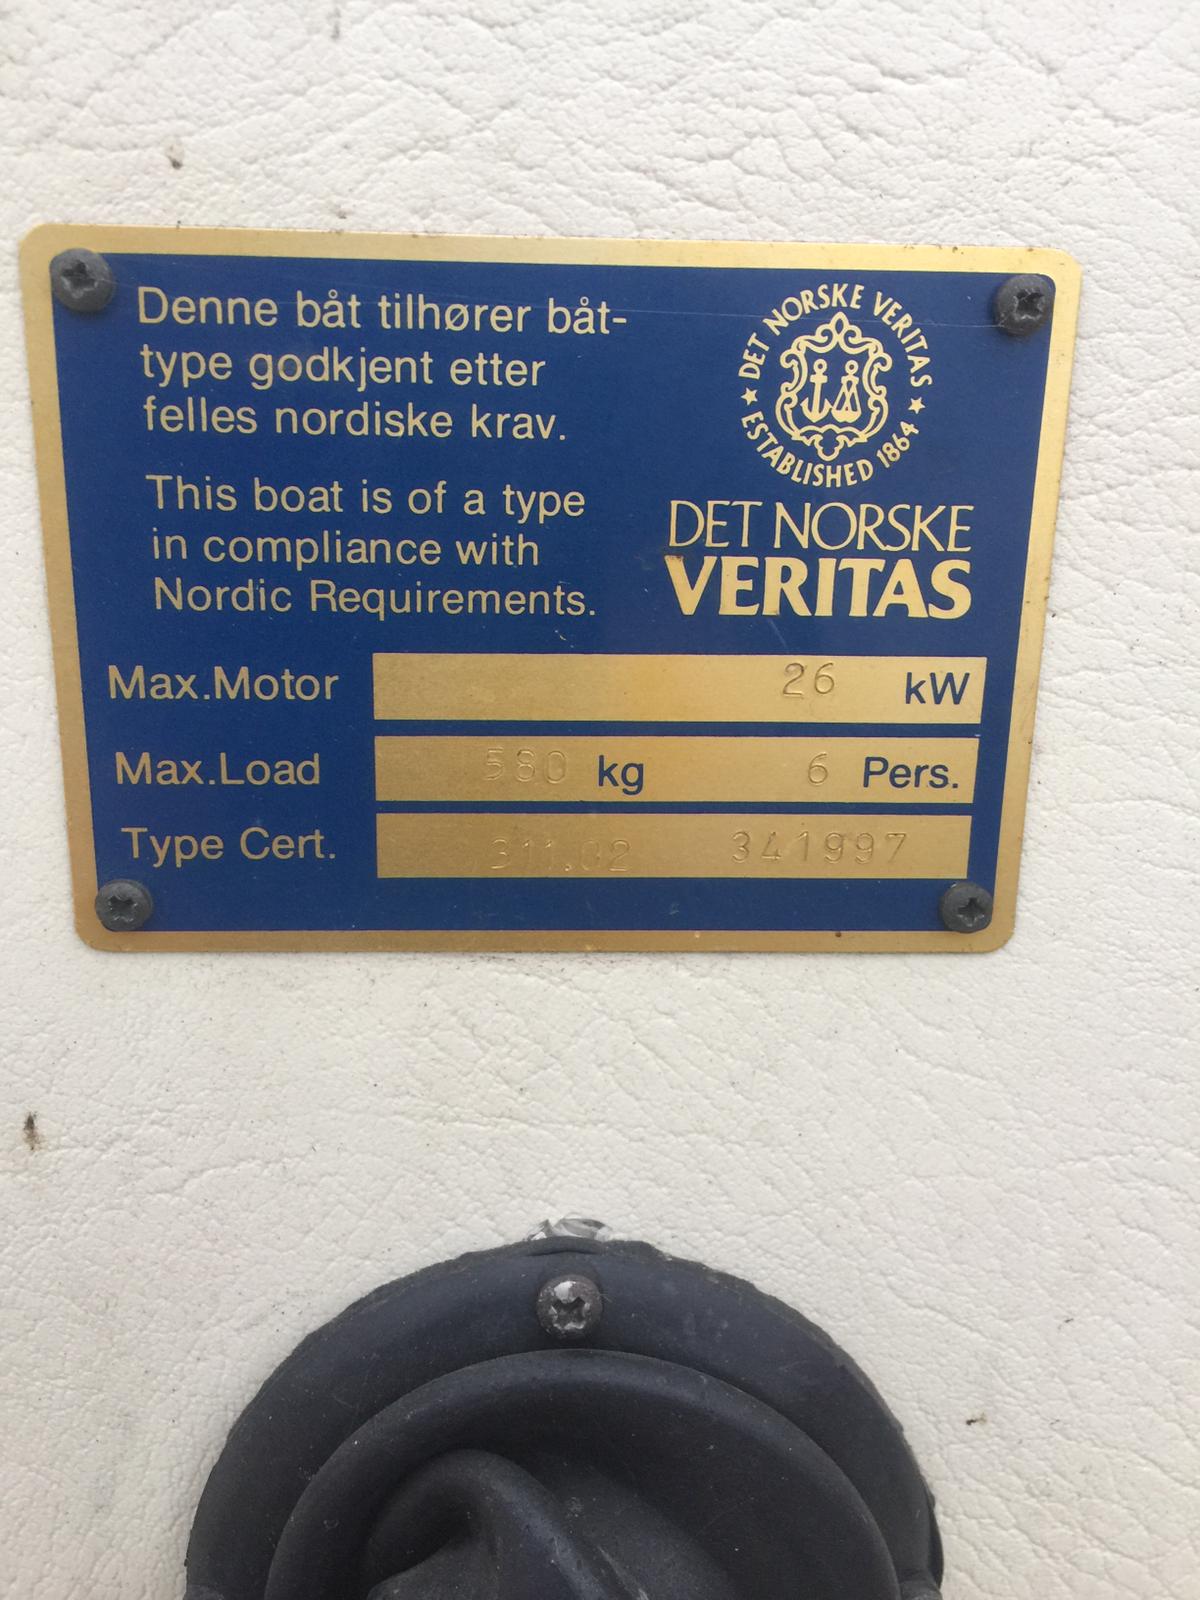 Denne båt tilhører båt-
type godkjent etter
felles nordiske krav.
This boat is of a type
in compliance with
Nordic Requirements.
★ DET NORSKE VERITAS ★
ESTABLISHED 1864
DET NORSKE
VERITAS
Max.Motor 26 kW
Max.Load 580 kg 6 Pers.
Type Cert. 311.02 341997